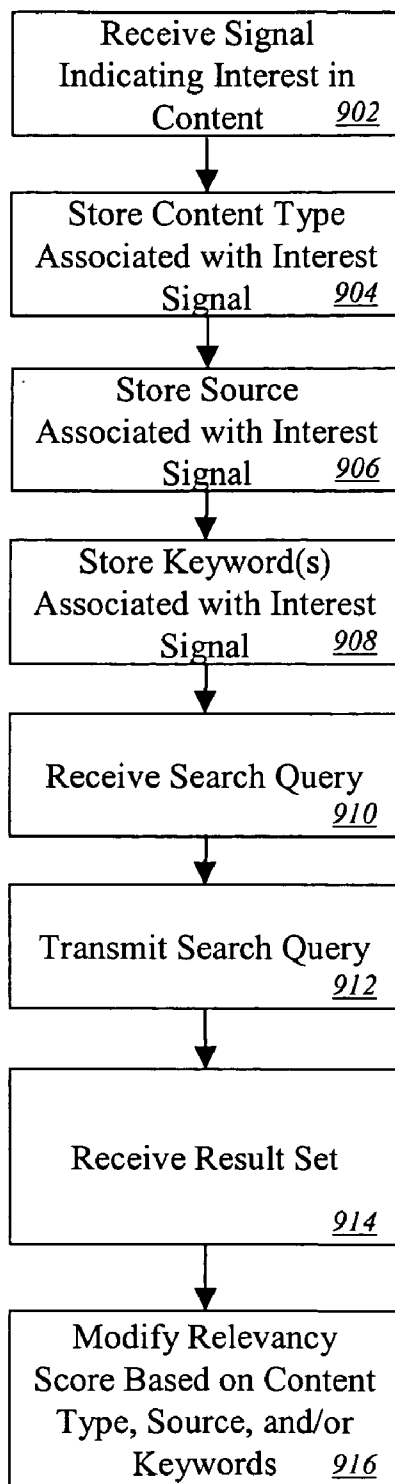 Receive Signal
Indicating Interest in
Content 902
Store Content Type
Associated with Interest
Signal 904
Store Source
Associated with Interest
Signal 906
Store Keyword(s)
Associated with Interest
Signal 908
Receive Search Query
910
Transmit Search Query
912
Receive Result Set
914
Modify Relevancy
Score Based on Content
Type, Source, and/or
Keywords 916